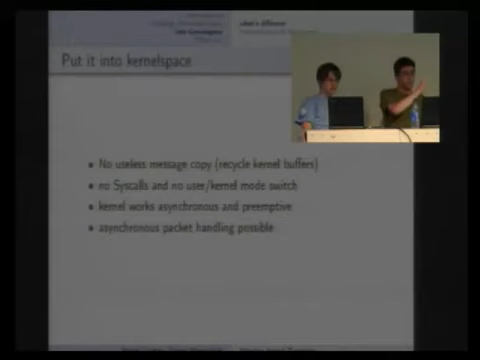 Put it into kernelspace
No useless message copy (recycle kernel buffers)
no Syscalls and no user/kernel mode switch
kernel works asynchronous and preemptive
asynchronous packet handling possible